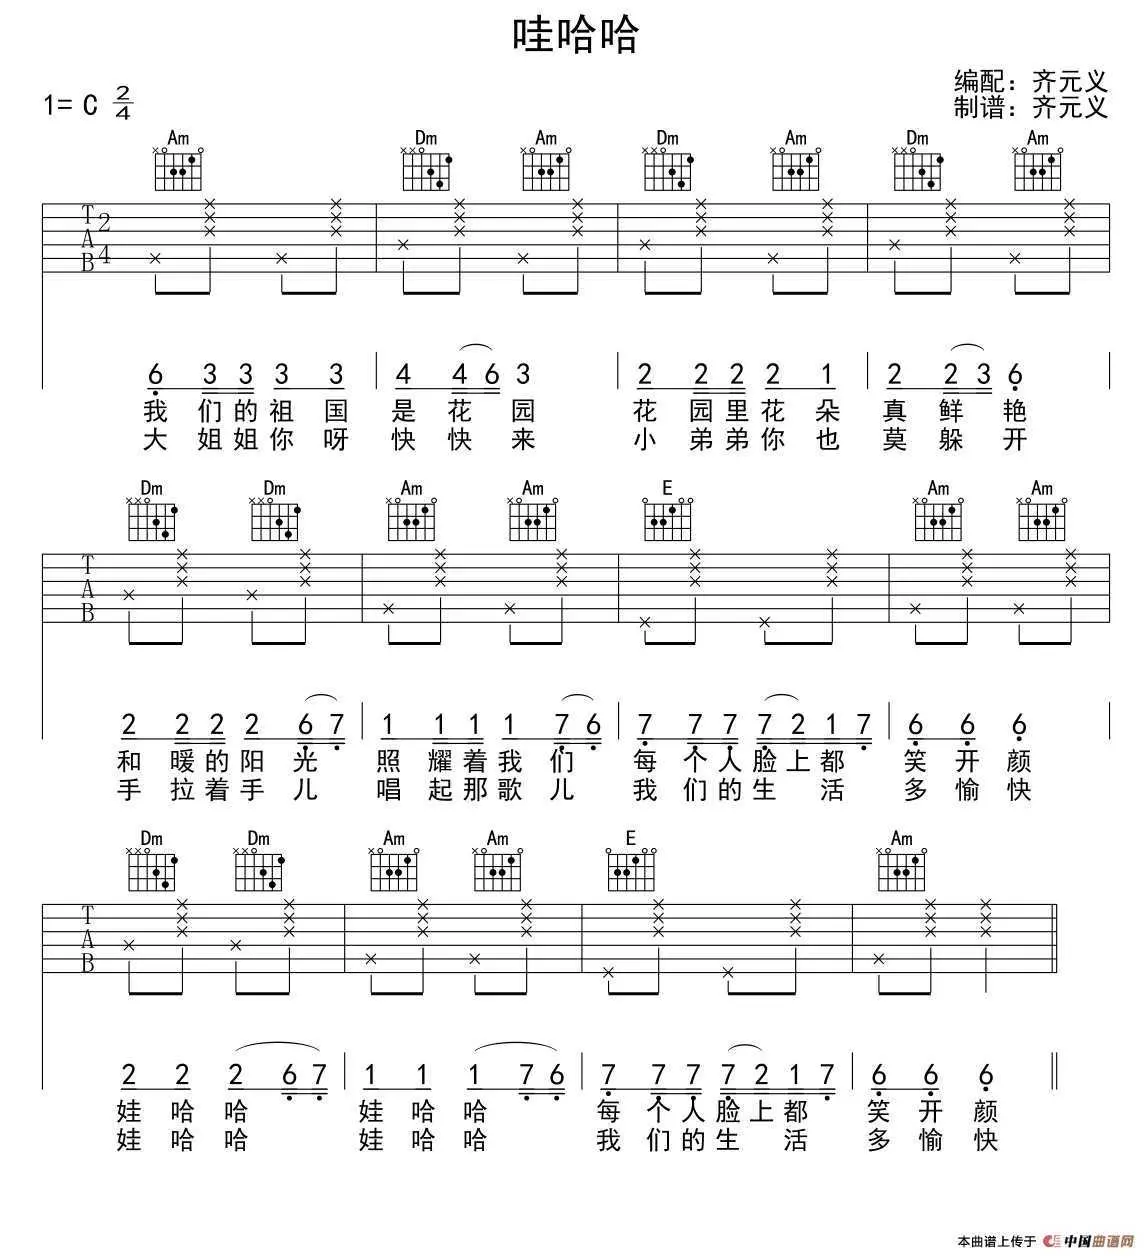 哇哈哈
1= C 2/4
编配：齐元义
制谱：齐元义
Am Dm Am Dm Am Dm Am
T A B 2 4
6 3 3 3 3 4 4 6 3 2 2 2 2 1 2 2 3 6
我 们 的 祖 国 是 花 园 花 园 里 花 朵 真 鲜 艳
大 姐 姐 你 呀 快 快 来 小 弟 弟 你 也 莫 躲 开
Dm Dm Am Am E Am Am
T A B
2 2 2 2 6 7 1 1 1 1 7 6 7 7 7 7 2 1 7 6 6 6
和 暖 的 阳 光 照 耀 着 我 们 每 个 人 脸 上 都 笑 开 颜
手 拉 着 手 儿 唱 起 那 歌 儿 我 们 的 生 活 多 愉 快
Dm Dm Am Am E Am
T A B
2 2 2 6 7 1 1 1 7 6 7 7 7 7 2 1 7 6 6 6
娃 哈 哈 娃 哈 哈 每 个 人 脸 上 都 笑 开 颜
娃 哈 哈 娃 哈 哈 我 们 的 生 活 多 愉 快
本曲谱上传于 中国曲谱网